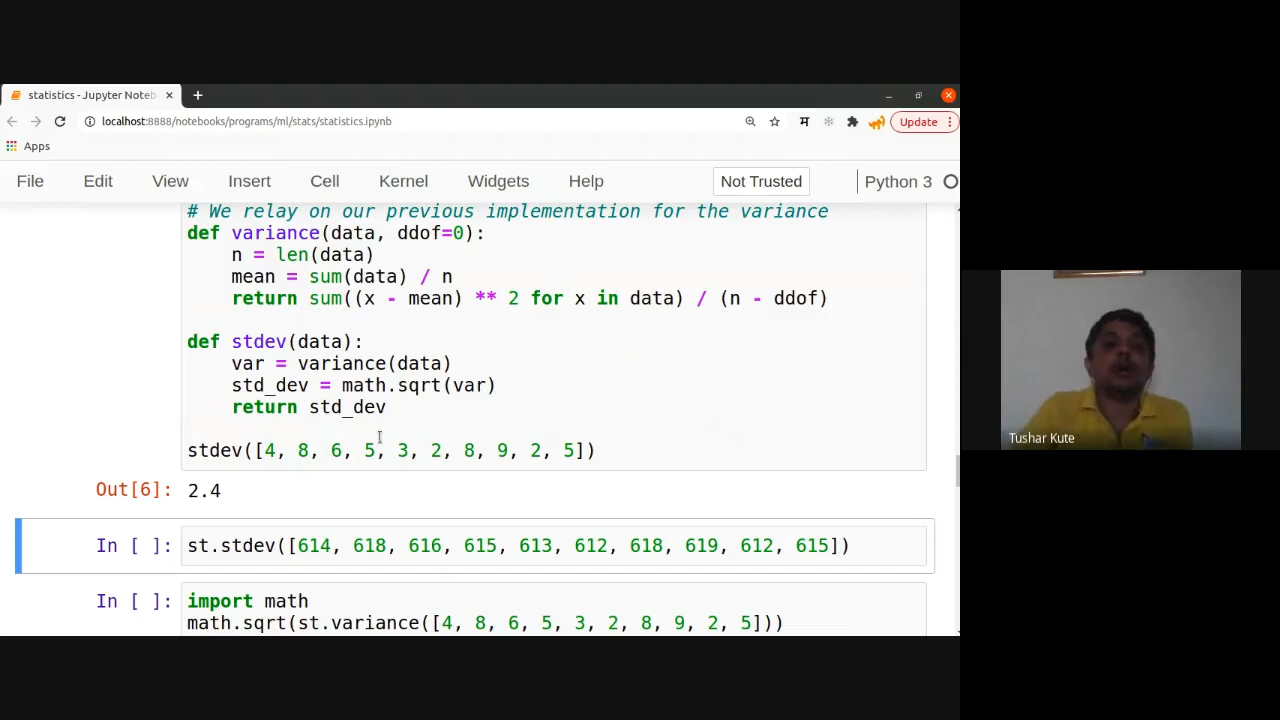 statistics - Jupyter Noteb
localhost:8888/notebooks/programs/ml/stats/statistics.ipynb
म
Update
Apps
File Edit View Insert Cell Kernel Widgets Help Not Trusted Python 3
# We relay on our previous implementation for the variance
def variance(data, ddof=0):
n = len(data)
mean = sum(data) / n
return sum((x - mean) ** 2 for x in data) / (n - ddof)
def stdev(data):
var = variance(data)
std_dev = math.sqrt(var)
return std_dev
stdev([4, 8, 6, 5, 3, 2, 8, 9, 2, 5])
Out[6]: 2.4
In [ ]: st.stdev([614, 618, 616, 615, 613, 612, 618, 619, 612, 615])
In [ ]: import math
math.sqrt(st.variance([4, 8, 6, 5, 3, 2, 8, 9, 2, 5]))
Tushar Kute